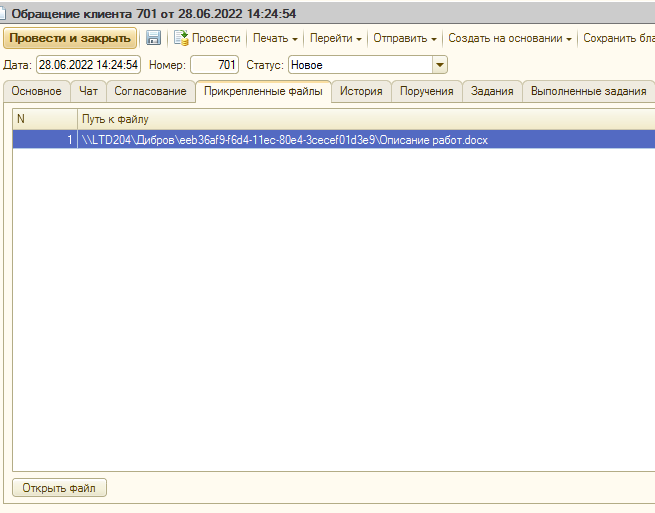 Обращение клиента 701 от 28.06.2022 14:24:54
Провести и закрыть Провести Печать Перейти Отправить Создать на основании Сохранить бла
Дата: 28.06.2022 14:24:54 Номер: 701 Статус: Новое
Основное Чат Согласование Прикрепленные файлы История Поручения Задания Выполненные задания
N Путь к файлу
1 \\LTD204\Дибров\eeb36af9-f6d4-11ec-80e4-3cecef01d3e9\Описание работ.docx
Открыть файл